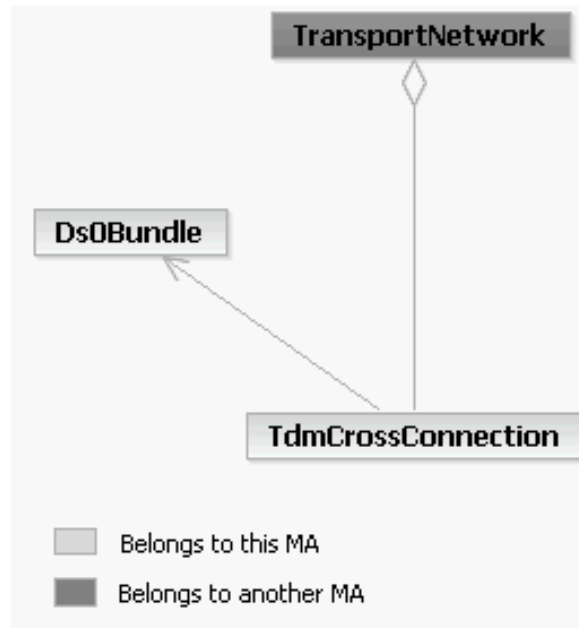 TransportNetwork
Ds0Bundle
TdmCrossConnection
Belongs to this MA
Belongs to another MA